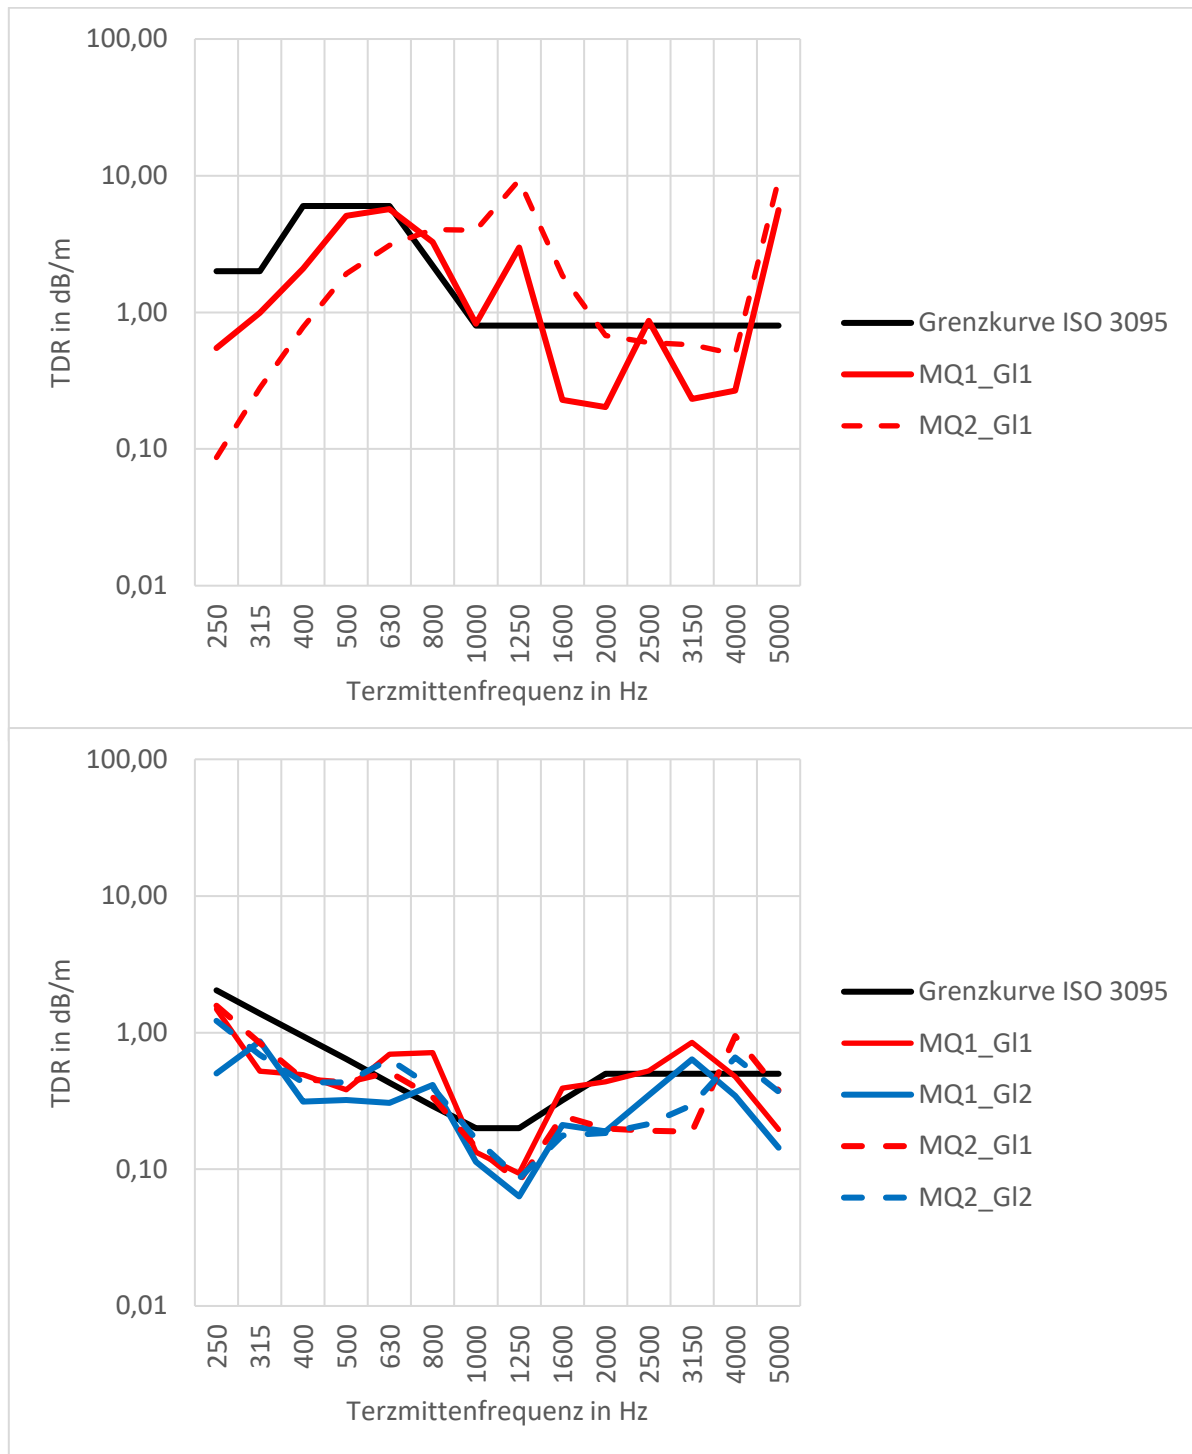 100,00
10,00
1,00
0,10
0,01
TDR in dB/m
250 315 400 500 630 800 1000 1250 1600 2000 2500 3150 4000 5000
Terzmittenfrequenz in Hz
Grenzkurve ISO 3095
MQ1_Gl1
MQ2_Gl1
100,00
10,00
1,00
0,10
0,01
TDR in dB/m
250 315 400 500 630 800 1000 1250 1600 2000 2500 3150 4000 5000
Terzmittenfrequenz in Hz
Grenzkurve ISO 3095
MQ1_Gl1
MQ1_Gl2
MQ2_Gl1
MQ2_Gl2